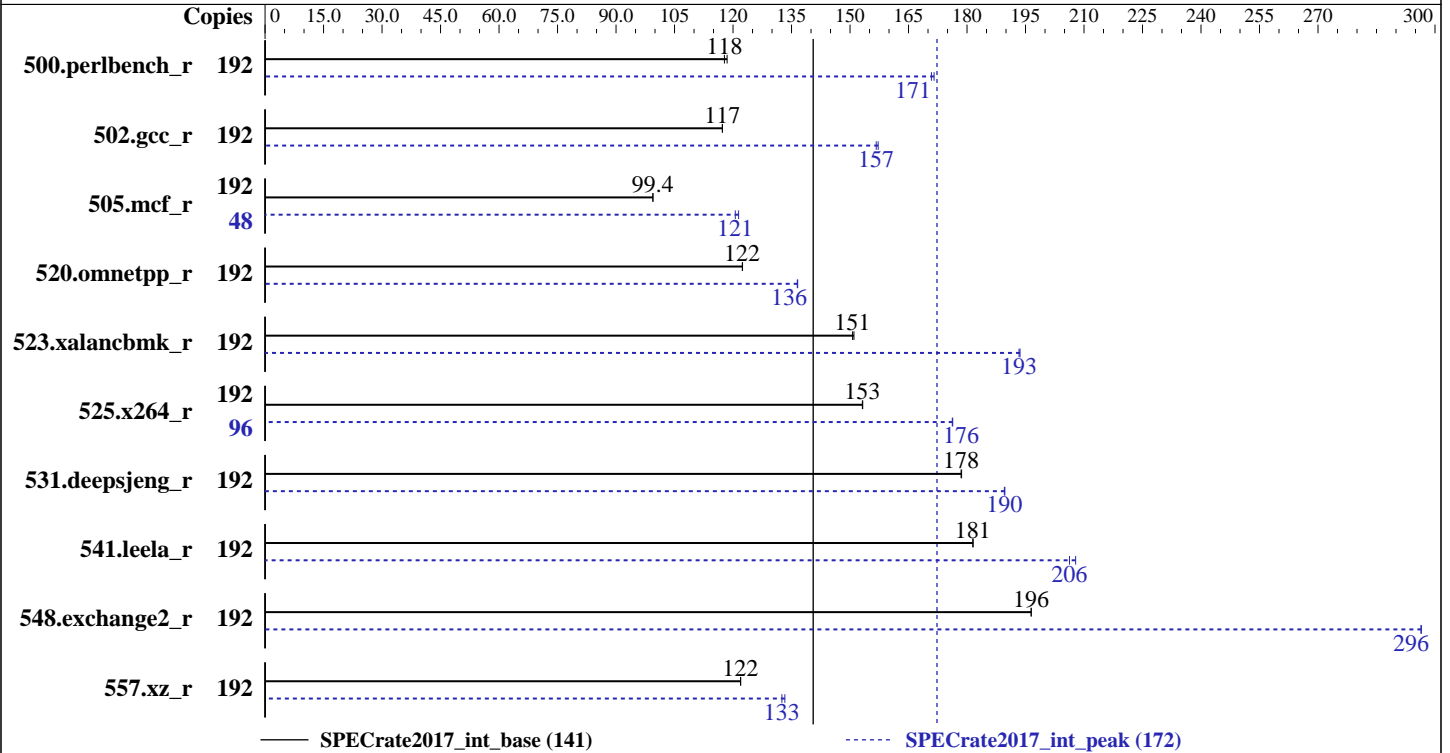 Copies 0 15.0 30.0 45.0 60.0 75.0 90.0 105 120 135 150 165 180 195 210 225 240 255 270 300
118
500.perlbench_r 192
171
117
502.gcc_r 192
157
192 99.4
505.mcf_r
48 121
122
520.omnetpp_r 192
136
151
523.xalancbmk_r 192
193
192 153
525.x264_r
96 176
178
531.deepsjeng_r 192
190
181
541.leela_r 192
206
196
548.exchange2_r 192
296
122
557.xz_r 192
133
SPECrate2017_int_base (141) SPECrate2017_int_peak (172)